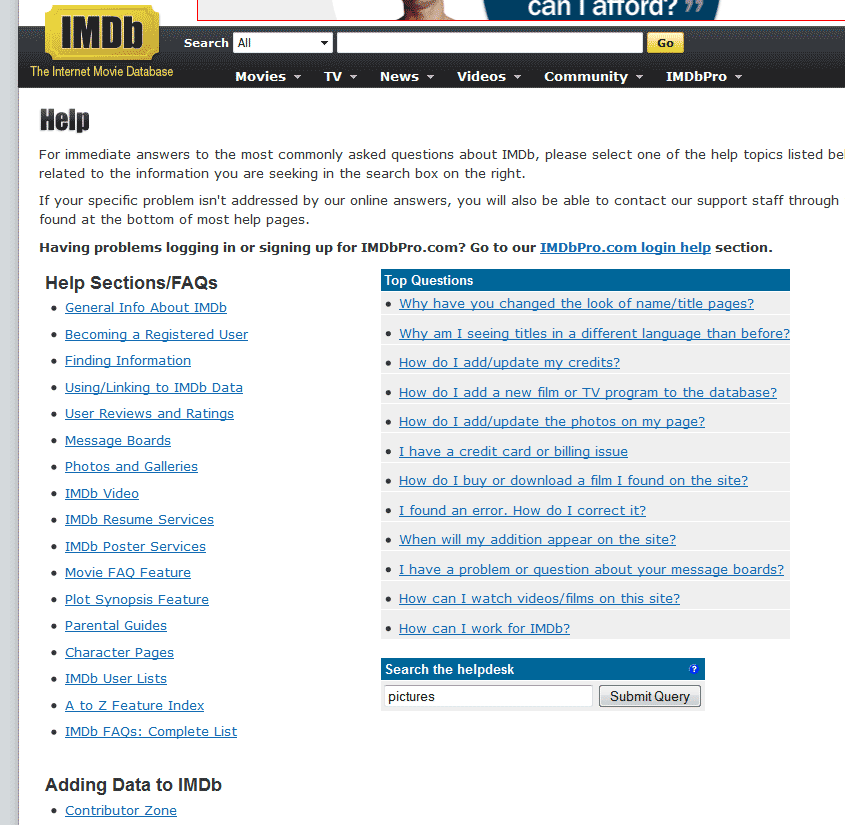 can I afford? ”
IMDb
The Internet Movie Database
Search All Go
Movies TV News Videos Community IMDbPro
Help
For immediate answers to the most commonly asked questions about IMDb, please select one of the help topics listed
related to the information you are seeking in the search box on the right.
If your specific problem isn't addressed by our online answers, you will also be able to contact our support staff through
found at the bottom of most help pages.
Having problems logging in or signing up for IMDbPro.com? Go to our IMDbPro.com login help section.
Help Sections/FAQs
General Info About IMDb
Becoming a Registered User
Finding Information
Using/Linking to IMDb Data
User Reviews and Ratings
Message Boards
Photos and Galleries
IMDb Video
IMDb Resume Services
IMDb Poster Services
Movie FAQ Feature
Plot Synopsis Feature
Parental Guides
Character Pages
IMDb User Lists
A to Z Feature Index
IMDb FAQs: Complete List
Adding Data to IMDb
Contributor Zone
Top Questions
Why have you changed the look of name/title pages?
Why am I seeing titles in a different language than before?
How do I add/update my credits?
How do I add a new film or TV program to the database?
How do I add/update the photos on my page?
I have a credit card or billing issue
How do I buy or download a film I found on the site?
I found an error. How do I correct it?
When will my addition appear on the site?
I have a problem or question about your message boards?
How can I watch videos/films on this site?
How can I work for IMDb?
Search the helpdesk ?
pictures Submit Query